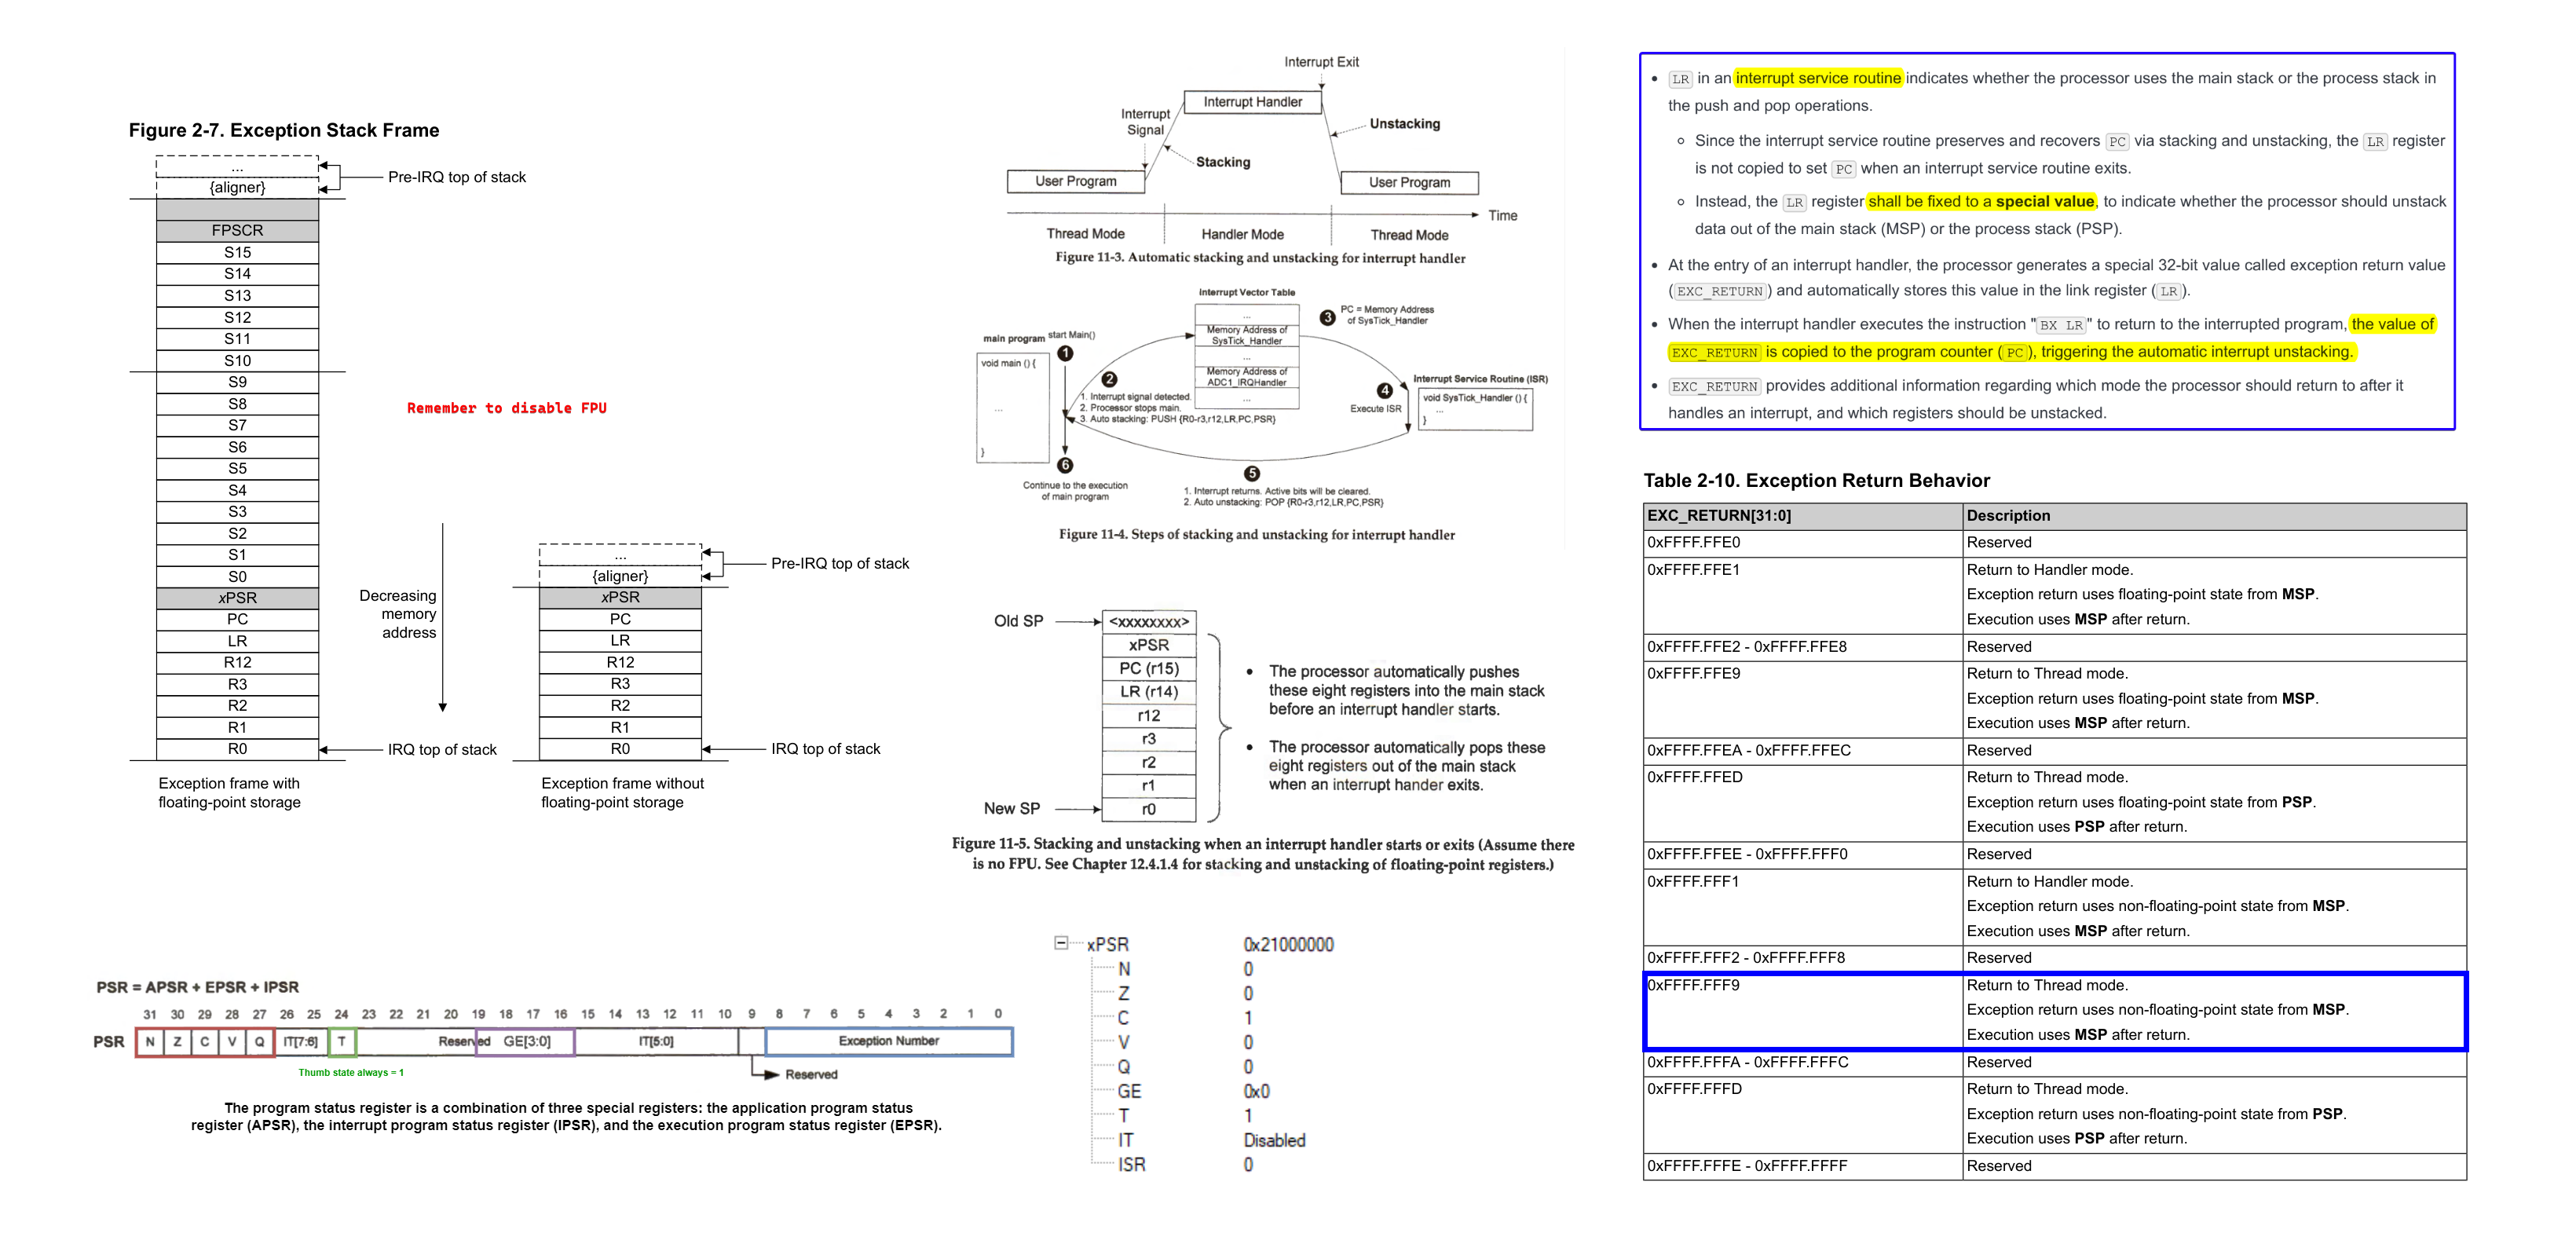 Figure 2-7. Exception Stack Frame
...
{aligner}
Pre-IRQ top of stack
FPSCR
S15
S14
S13
S12
S11
S10
S9
S8
S7
S6
S5
S4
S3
S2
S1
S0
xPSR
PC
LR
R12
R3
R2
R1
R0
IRQ top of stack
Exception frame with
floating-point storage
Remember to disable FPU
Decreasing
memory
address
...
{aligner}
Pre-IRQ top of stack
xPSR
PC
LR
R12
R3
R2
R1
R0
IRQ top of stack
Exception frame without
floating-point storage
Interrupt Exit
Interrupt Handler
Interrupt
Signal
Unstacking
Stacking
User Program
User Program
Time
Thread Mode
Handler Mode
Thread Mode
Figure 11-3. Automatic stacking and unstacking for interrupt handler
Interrupt Vector Table
...
Memory Address of
SysTick_Handler
...
Memory Address of
ADC1_IRQHandler
...
3
PC = Memory Address
of SysTick_Handler
main program
start Main()
1
void main () {
...
}
2
1. Interrupt signal detected.
2. Processor stops main.
3. Auto stacking: PUSH {R0-r3,r12,LR,PC,PSR}
4
Execute ISR
Interrupt Service Routine (ISR)
void SysTick_Handler () {
...
}
6
Continue to the execution
of main program
5
1. Interrupt returns. Active bits will be cleared.
2. Auto unstacking: POP {R0-r3,r12,LR,PC,PSR}
Figure 11-4. Steps of stacking and unstacking for interrupt handler
Old SP
<xxxxxxxx>
xPSR
PC (r15)
LR (r14)
r12
r3
r2
r1
r0
New SP
• The processor automatically pushes
these eight registers into the main stack
before an interrupt handler starts.
• The processor automatically pops these
eight registers out of the main stack
when an interrupt hander exits.
Figure 11-5. Stacking and unstacking when an interrupt handler starts or exits (Assume there
is no FPU. See Chapter 12.4.1.4 for stacking and unstacking of floating-point registers.)
PSR = APSR + EPSR + IPSR
31 30 29 28 27 26 25 24 23 22 21 20 19 18 17 16 15 14 13 12 11 10 9 8 7 6 5 4 3 2 1 0
PSR N Z C V Q IT[7:6] T Reserved GE[3:0] IT[5:0] Exception Number
Thumb state always = 1
Reserved
The program status register is a combination of three special registers: the application program status
register (APSR), the interrupt program status register (IPSR), and the execution program status register (EPSR).
xPSR 0x21000000
N 0
Z 0
C 1
V 0
Q 0
GE 0x0
T 1
IT Disabled
ISR 0
• LR in an interrupt service routine indicates whether the processor uses the main stack or the process stack in
the push and pop operations.
Since the interrupt service routine preserves and recovers PC via stacking and unstacking, the LR register
is not copied to set PC when an interrupt service routine exits.
Instead, the LR register shall be fixed to a special value, to indicate whether the processor should unstack
data out of the main stack (MSP) or the process stack (PSP).
• At the entry of an interrupt handler, the processor generates a special 32-bit value called exception return value
(EXC_RETURN) and automatically stores this value in the link register (LR).
• When the interrupt handler executes the instruction "BX LR" to return to the interrupted program, the value of
EXC_RETURN is copied to the program counter (PC), triggering the automatic interrupt unstacking.
• EXC_RETURN provides additional information regarding which mode the processor should return to after it
handles an interrupt, and which registers should be unstacked.
Table 2-10. Exception Return Behavior
EXC_RETURN[31:0] Description
0xFFFF.FFE0 Reserved
0xFFFF.FFE1 Return to Handler mode.
Exception return uses floating-point state from MSP.
Execution uses MSP after return.
0xFFFF.FFE2 - 0xFFFF.FFE8 Reserved
0xFFFF.FFE9 Return to Thread mode.
Exception return uses floating-point state from MSP.
Execution uses MSP after return.
0xFFFF.FFEA - 0xFFFF.FFEC Reserved
0xFFFF.FFED Return to Thread mode.
Exception return uses floating-point state from PSP.
Execution uses PSP after return.
0xFFFF.FFEE - 0xFFFF.FFF0 Reserved
0xFFFF.FFF1 Return to Handler mode.
Exception return uses non-floating-point state from MSP.
Execution uses MSP after return.
0xFFFF.FFF2 - 0xFFFF.FFF8 Reserved
0xFFFF.FFF9 Return to Thread mode.
Exception return uses non-floating-point state from MSP.
Execution uses MSP after return.
0xFFFF.FFFA - 0xFFFF.FFFC Reserved
0xFFFF.FFFD Return to Thread mode.
Exception return uses non-floating-point state from PSP.
Execution uses PSP after return.
0xFFFF.FFFE - 0xFFFF.FFFF Reserved